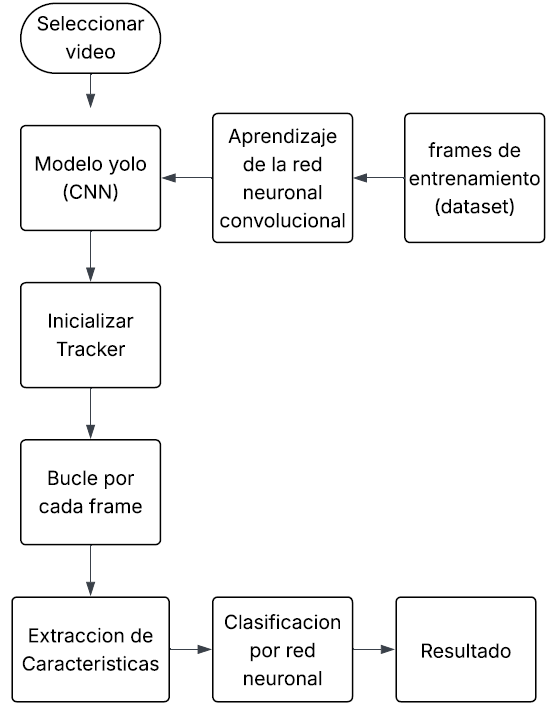 Seleccionar
video
Modelo yolo
(CNN)
Aprendizaje
de la red
neuronal
convolucional
frames de
entrenamiento
(dataset)
Inicializar
Tracker
Bucle por
cada frame
Extraccion de
Caracteristicas
Clasificacion
por red
neuronal
Resultado